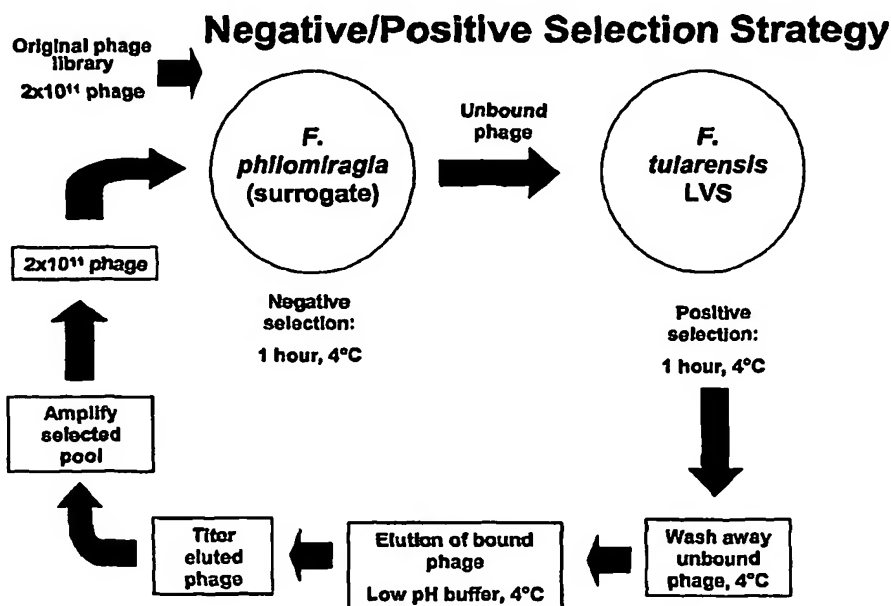 Negative/Positive Selection Strategy
Original phage
library
2x10¹¹ phage
F.
philomiragia
(surrogate)
Unbound
phage
F.
tularensis
LVS
2x10¹¹ phage
Negative
selection:
1 hour, 4°C
Positive
selection:
1 hour, 4°C
Amplify
selected
pool
Titer
eluted
phage
Elution of bound
phage
Low pH buffer, 4°C
Wash away
unbound
phage, 4°C